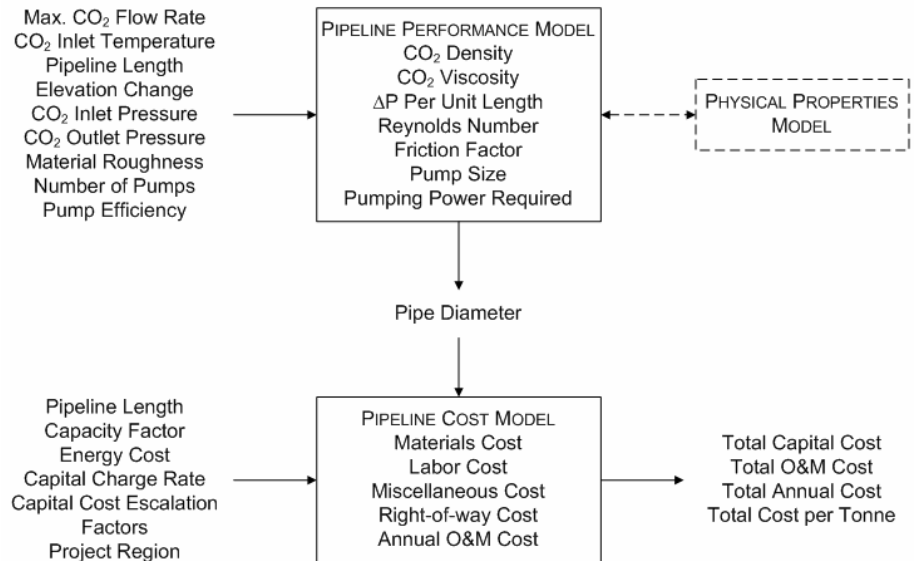 Max. CO₂ Flow Rate
CO₂ Inlet Temperature
Pipeline Length
Elevation Change
CO₂ Inlet Pressure
CO₂ Outlet Pressure
Material Roughness
Number of Pumps
Pump Efficiency
PIPELINE PERFORMANCE MODEL
CO₂ Density
CO₂ Viscosity
ΔP Per Unit Length
Reynolds Number
Friction Factor
Pump Size
Pumping Power Required
PHYSICAL PROPERTIES
MODEL
Pipe Diameter
Pipeline Length
Capacity Factor
Energy Cost
Capital Charge Rate
Capital Cost Escalation
Factors
Project Region
PIPELINE COST MODEL
Materials Cost
Labor Cost
Miscellaneous Cost
Right-of-way Cost
Annual O&M Cost
Total Capital Cost
Total O&M Cost
Total Annual Cost
Total Cost per Tonne